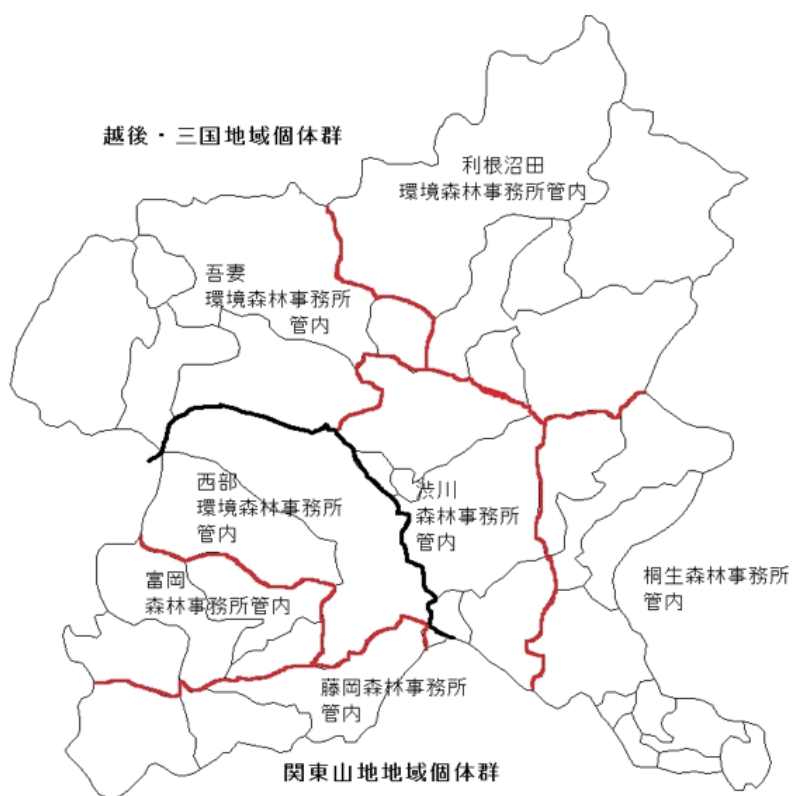 越後・三国地域個体群
利根沼田
環境森林事務所管内
吾妻
環境森林事務所
管内
西部
環境森林事務所
管内
渋川
森林事務所
管内
富岡
森林事務所管内
桐生森林事務所
管内
藤岡森林事務所
管内
関東山地地域個体群